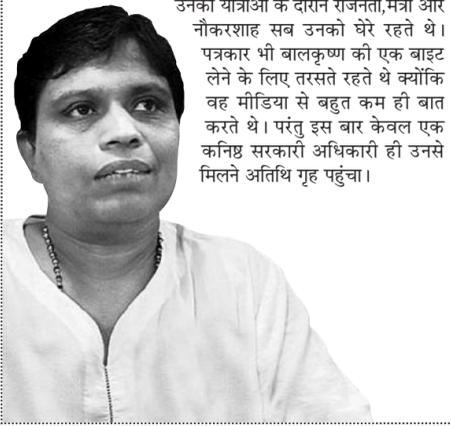 उनकी यात्राओं के दौरान राजनेता,मंत्री और
नौकरशाह सब उनको घेरे रहते थे।
पत्रकार भी बालकृष्ण की एक बाइट
लेने के लिए तरसते रहते थे क्योंकि
वह मीडिया से बहुत कम ही बात
करते थे। परंतु इस बार केवल एक
कनिष्ठ सरकारी अधिकारी ही उनसे
मिलने अतिथि गृह पहुंचा।